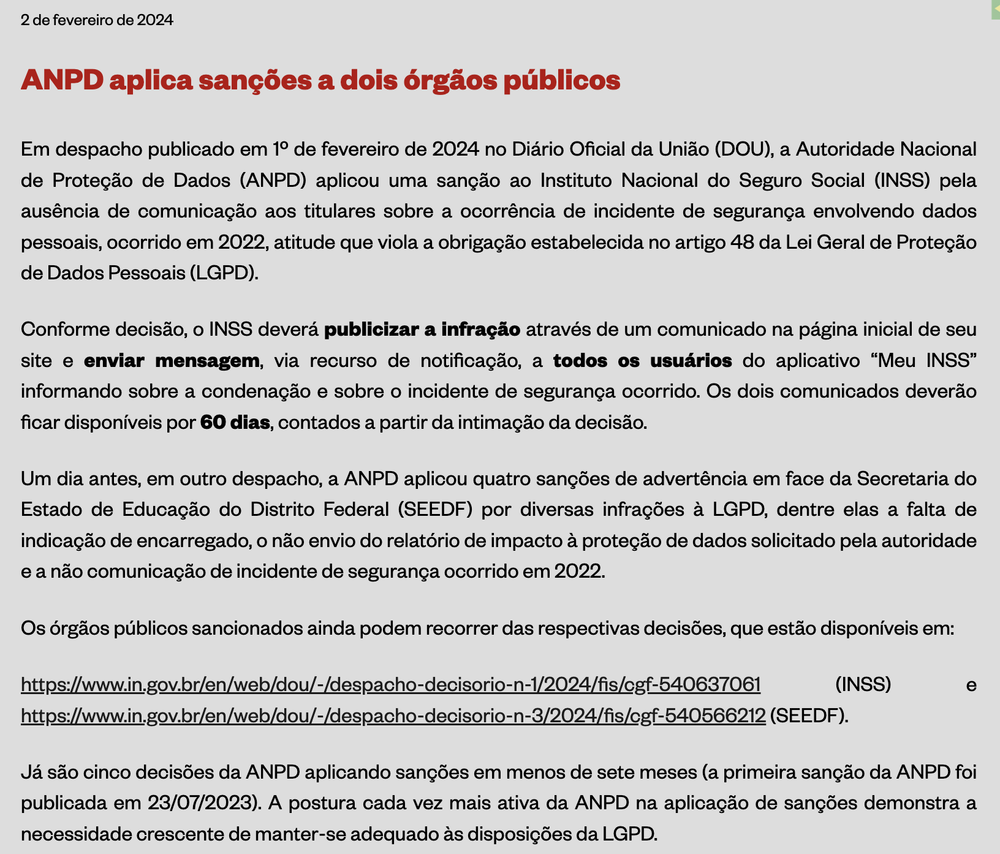 2 de fevereiro de 2024
ANPD aplica sanções a dois órgãos públicos
Em despacho publicado em 1º de fevereiro de 2024 no Diário Oficial da União (DOU), a Autoridade Nacional
de Proteção de Dados (ANPD) aplicou uma sanção ao Instituto Nacional do Seguro Social (INSS) pela
ausência de comunicação aos titulares sobre a ocorrência de incidente de segurança envolvendo dados
pessoais, ocorrido em 2022, atitude que viola a obrigação estabelecida no artigo 48 da Lei Geral de Proteção
de Dados Pessoais (LGPD).
Conforme decisão, o INSS deverá publicizar a infração através de um comunicado na página inicial de seu
site e enviar mensagem, via recurso de notificação, a todos os usuários do aplicativo “Meu INSS”
informando sobre a condenação e sobre o incidente de segurança ocorrido. Os dois comunicados deverão
ficar disponíveis por 60 dias, contados a partir da intimação da decisão.
Um dia antes, em outro despacho, a ANPD aplicou quatro sanções de advertência em face da Secretaria do
Estado de Educação do Distrito Federal (SEEDF) por diversas infrações à LGPD, dentre elas a falta de
indicação de encarregado, o não envio do relatório de impacto à proteção de dados solicitado pela autoridade
e a não comunicação de incidente de segurança ocorrido em 2022.
Os órgãos públicos sancionados ainda podem recorrer das respectivas decisões, que estão disponíveis em:
https://www.in.gov.br/en/web/dou/-/despacho-decisorio-n-1/2024/fis/cgf-540637061 (INSS) e
https://www.in.gov.br/en/web/dou/-/despacho-decisorio-n-3/2024/fis/cgf-540566212 (SEEDF).
Já são cinco decisões da ANPD aplicando sanções em menos de sete meses (a primeira sanção da ANPD foi
publicada em 23/07/2023). A postura cada vez mais ativa da ANPD na aplicação de sanções demonstra a
necessidade crescente de manter-se adequado às disposições da LGPD.